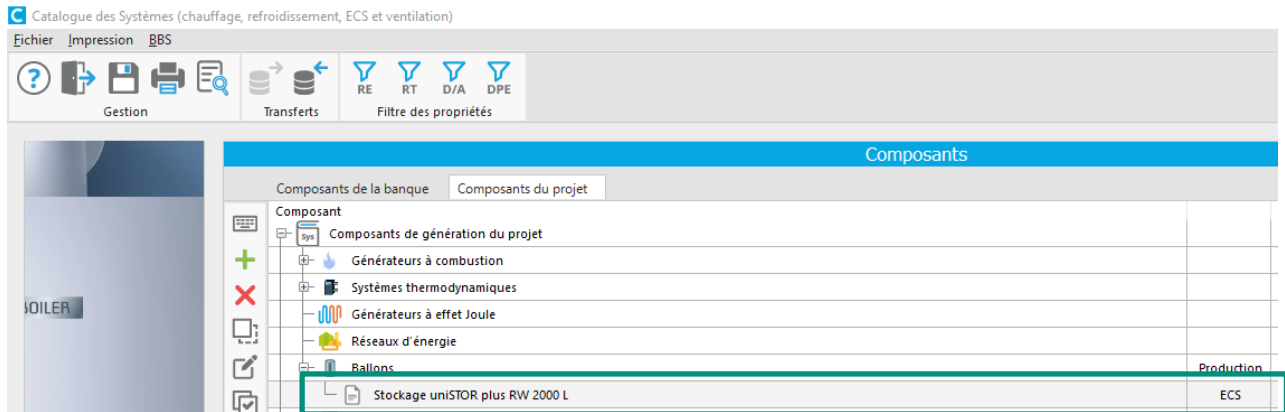 C Catalogue des Systèmes (chauffage, refroidissement, ECS et ventilation)
Fichier Impression BBS
RE RT D/A DPE
Gestion Transferts Filtre des propriétés
Composants
Composants de la banque Composants du projet
Composant
Sys Composants de génération du projet
Générateurs à combustion
Systèmes thermodynamiques
OILER
Générateurs à effet Joule
Réseaux d'énergie
Ballons Production
Stockage uniSTOR plus RW 2000 L ECS